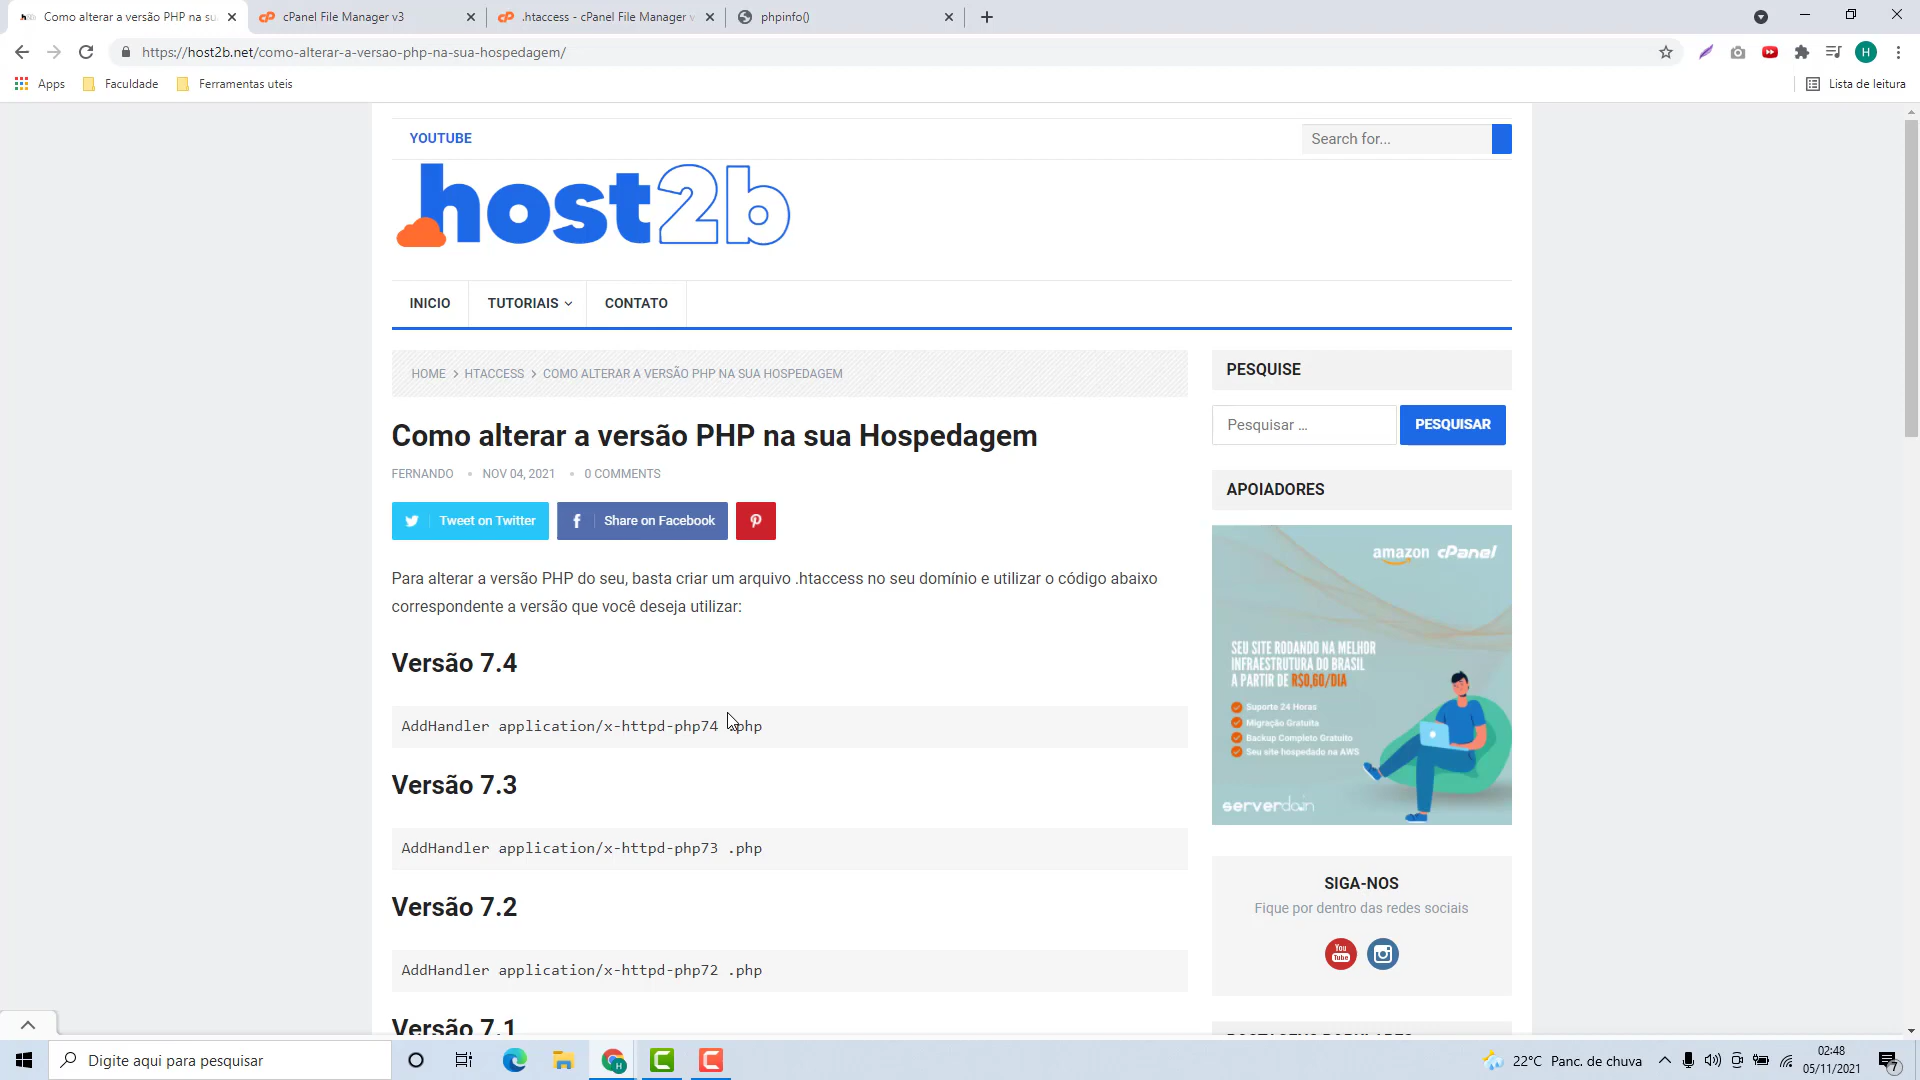 Como alterar a versão PHP na su
cPanel File Manager v3
.htaccess - cPanel File Manager v
phpinfo()
https://host2b.net/como-alterar-a-versao-php-na-sua-hospedagem/
H
Apps
Faculdade
Ferramentas uteis
Lista de leitura
YOUTUBE
Search for...
host2b
INICIO
TUTORIAIS
CONTATO
HOME > HTACCESS > COMO ALTERAR A VERSÃO PHP NA SUA HOSPEDAGEM
Como alterar a versão PHP na sua Hospedagem
FERNANDO • NOV 04, 2021 • 0 COMMENTS
Tweet on Twitter
Share on Facebook
Para alterar a versão PHP do seu, basta criar um arquivo .htaccess no seu domínio e utilizar o código abaixo
correspondente a versão que você deseja utilizar:
Versão 7.4
AddHandler application/x-httpd-php74 .php
Versão 7.3
AddHandler application/x-httpd-php73 .php
Versão 7.2
AddHandler application/x-httpd-php72 .php
Versão 7.1
PESQUISE
Pesquisar ...
PESQUISAR
APOIADORES
amazon cPanel
SEU SITE RODANDO NA MELHOR
INFRAESTRUTURA DO BRASIL
A PARTIR DE R$0,60/DIA
Suporte 24 Horas
Migração Gratuita
Backup Completo Gratuito
Seu site hospedado na AWS
serverdoin
SIGA-NOS
Fique por dentro das redes sociais
You
Tube
Digite aqui para pesquisar
22°C Panc. de chuva
02:48
05/11/2021
7